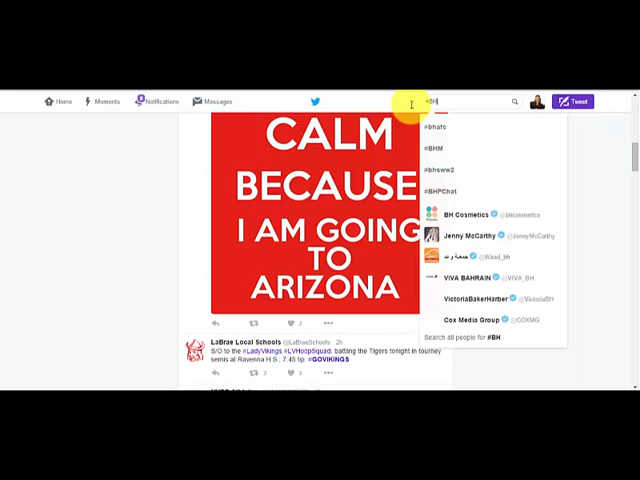 Home Moments Notifications Messages #BH Tweet
CALM
BECAUSE
I AM GOING
TO
ARIZONA
2
LaBrae Local Schools @LaBraeSchools 2h
S/O to the #LadyVikings #LVHoopSquad; battling the Tigers tonight in tourney
semis at Ravenna H.S.; 7:45 tip. #GOVIKINGS
2 2
#bhafc
#BHM
#bhsww2
#BHPChat
BH Cosmetics @bhcosmetics
Jenny McCarthy @JennyMcCarthy
جمعية وعد @Waad_bh
VIVA BAHRAIN @VIVA_BH
VictoriaBakerHarber @VictoriaBH
Cox Media Group @COXMG
Search all people for #BH